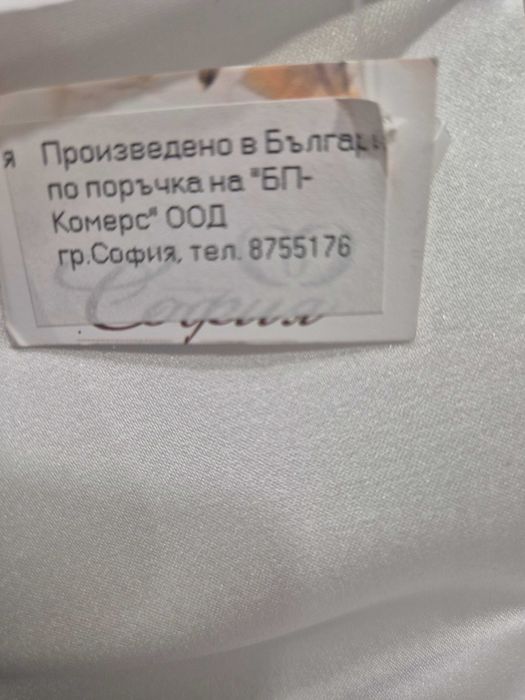 я Произведено в Българ
по поръчка на "БП-
Комерс" ООД
гр.София, тел. 8755176
София